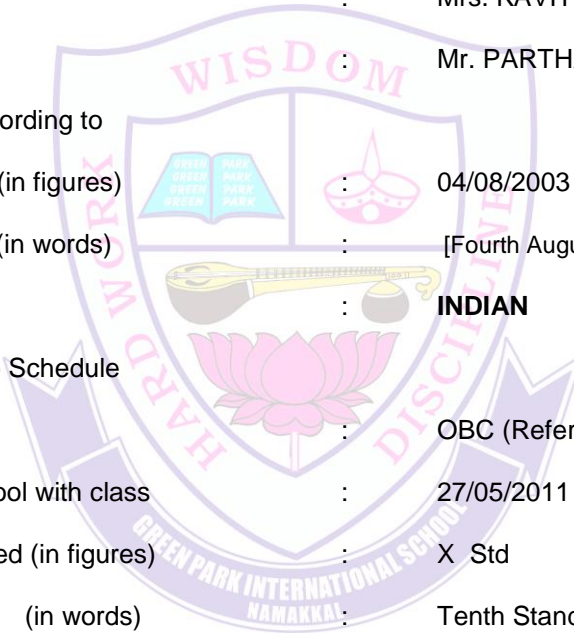 : Mrs. KAVITH
: Mr. PARTHA
ording to
(in figures) : 04/08/2003
(in words) : [Fourth Augu
: INDIAN
Schedule
: OBC (Refer
ool with class : 27/05/2011
ed (in figures) : X Std
(in words) : Tenth Stand
WISDOM
HARD WORK
DISCIPLINE
GREEN PARK
GREEN PARK
GREEN PARK
GREEN PARK
GREEN PARK INTERNATIONAL SCHOOL
NAMAKKAL